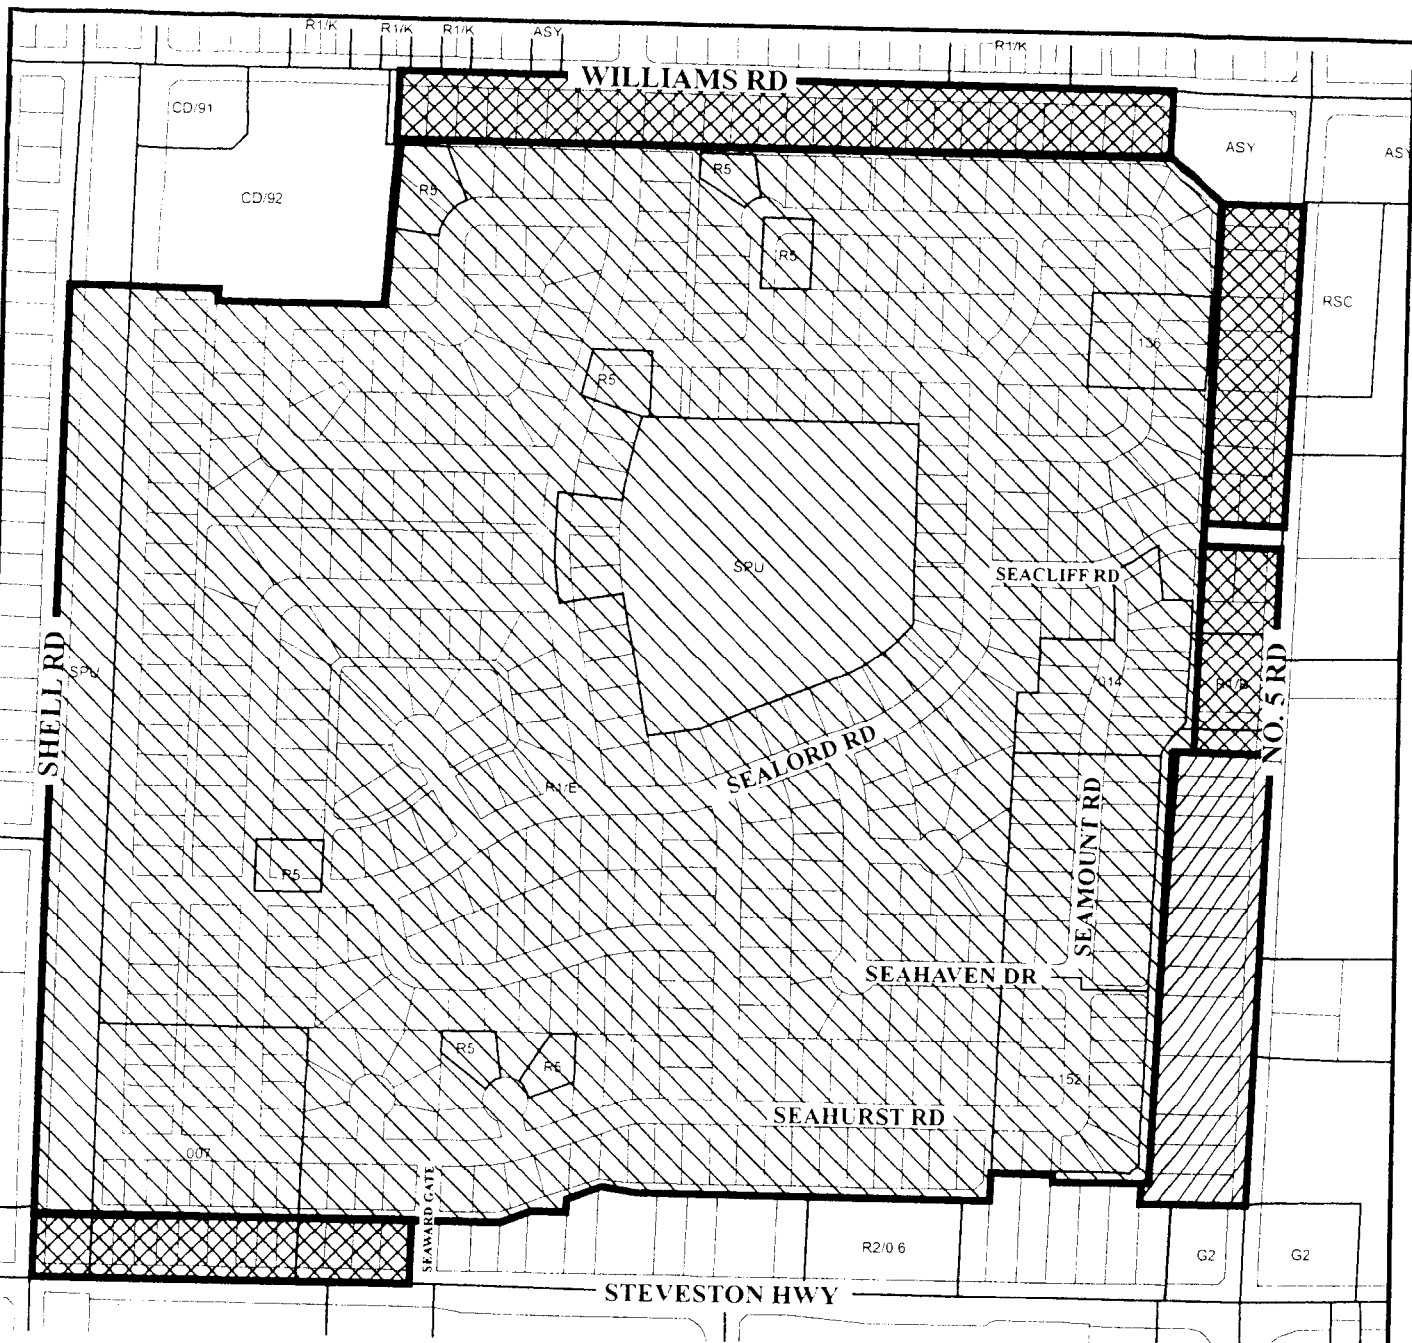 R1/K
R1/K
R1/K
ASY
R1/K
WILLIAMS RD
CD/91
ASY
ASY
R5
R5
CD/92
R5
RSC
136
R5
SPU
SEACLIFF RD
SHELL RD
SPU
014
R1/B
NO. 5 RD
SEALORD RD
R1/E
SEAMOUNT RD
R5
SEAHAVEN DR
R5
R5
152
SEAHURST RD
007
SEAWARD GATE
R2/0 6
G2
G2
STEVESTON HWY